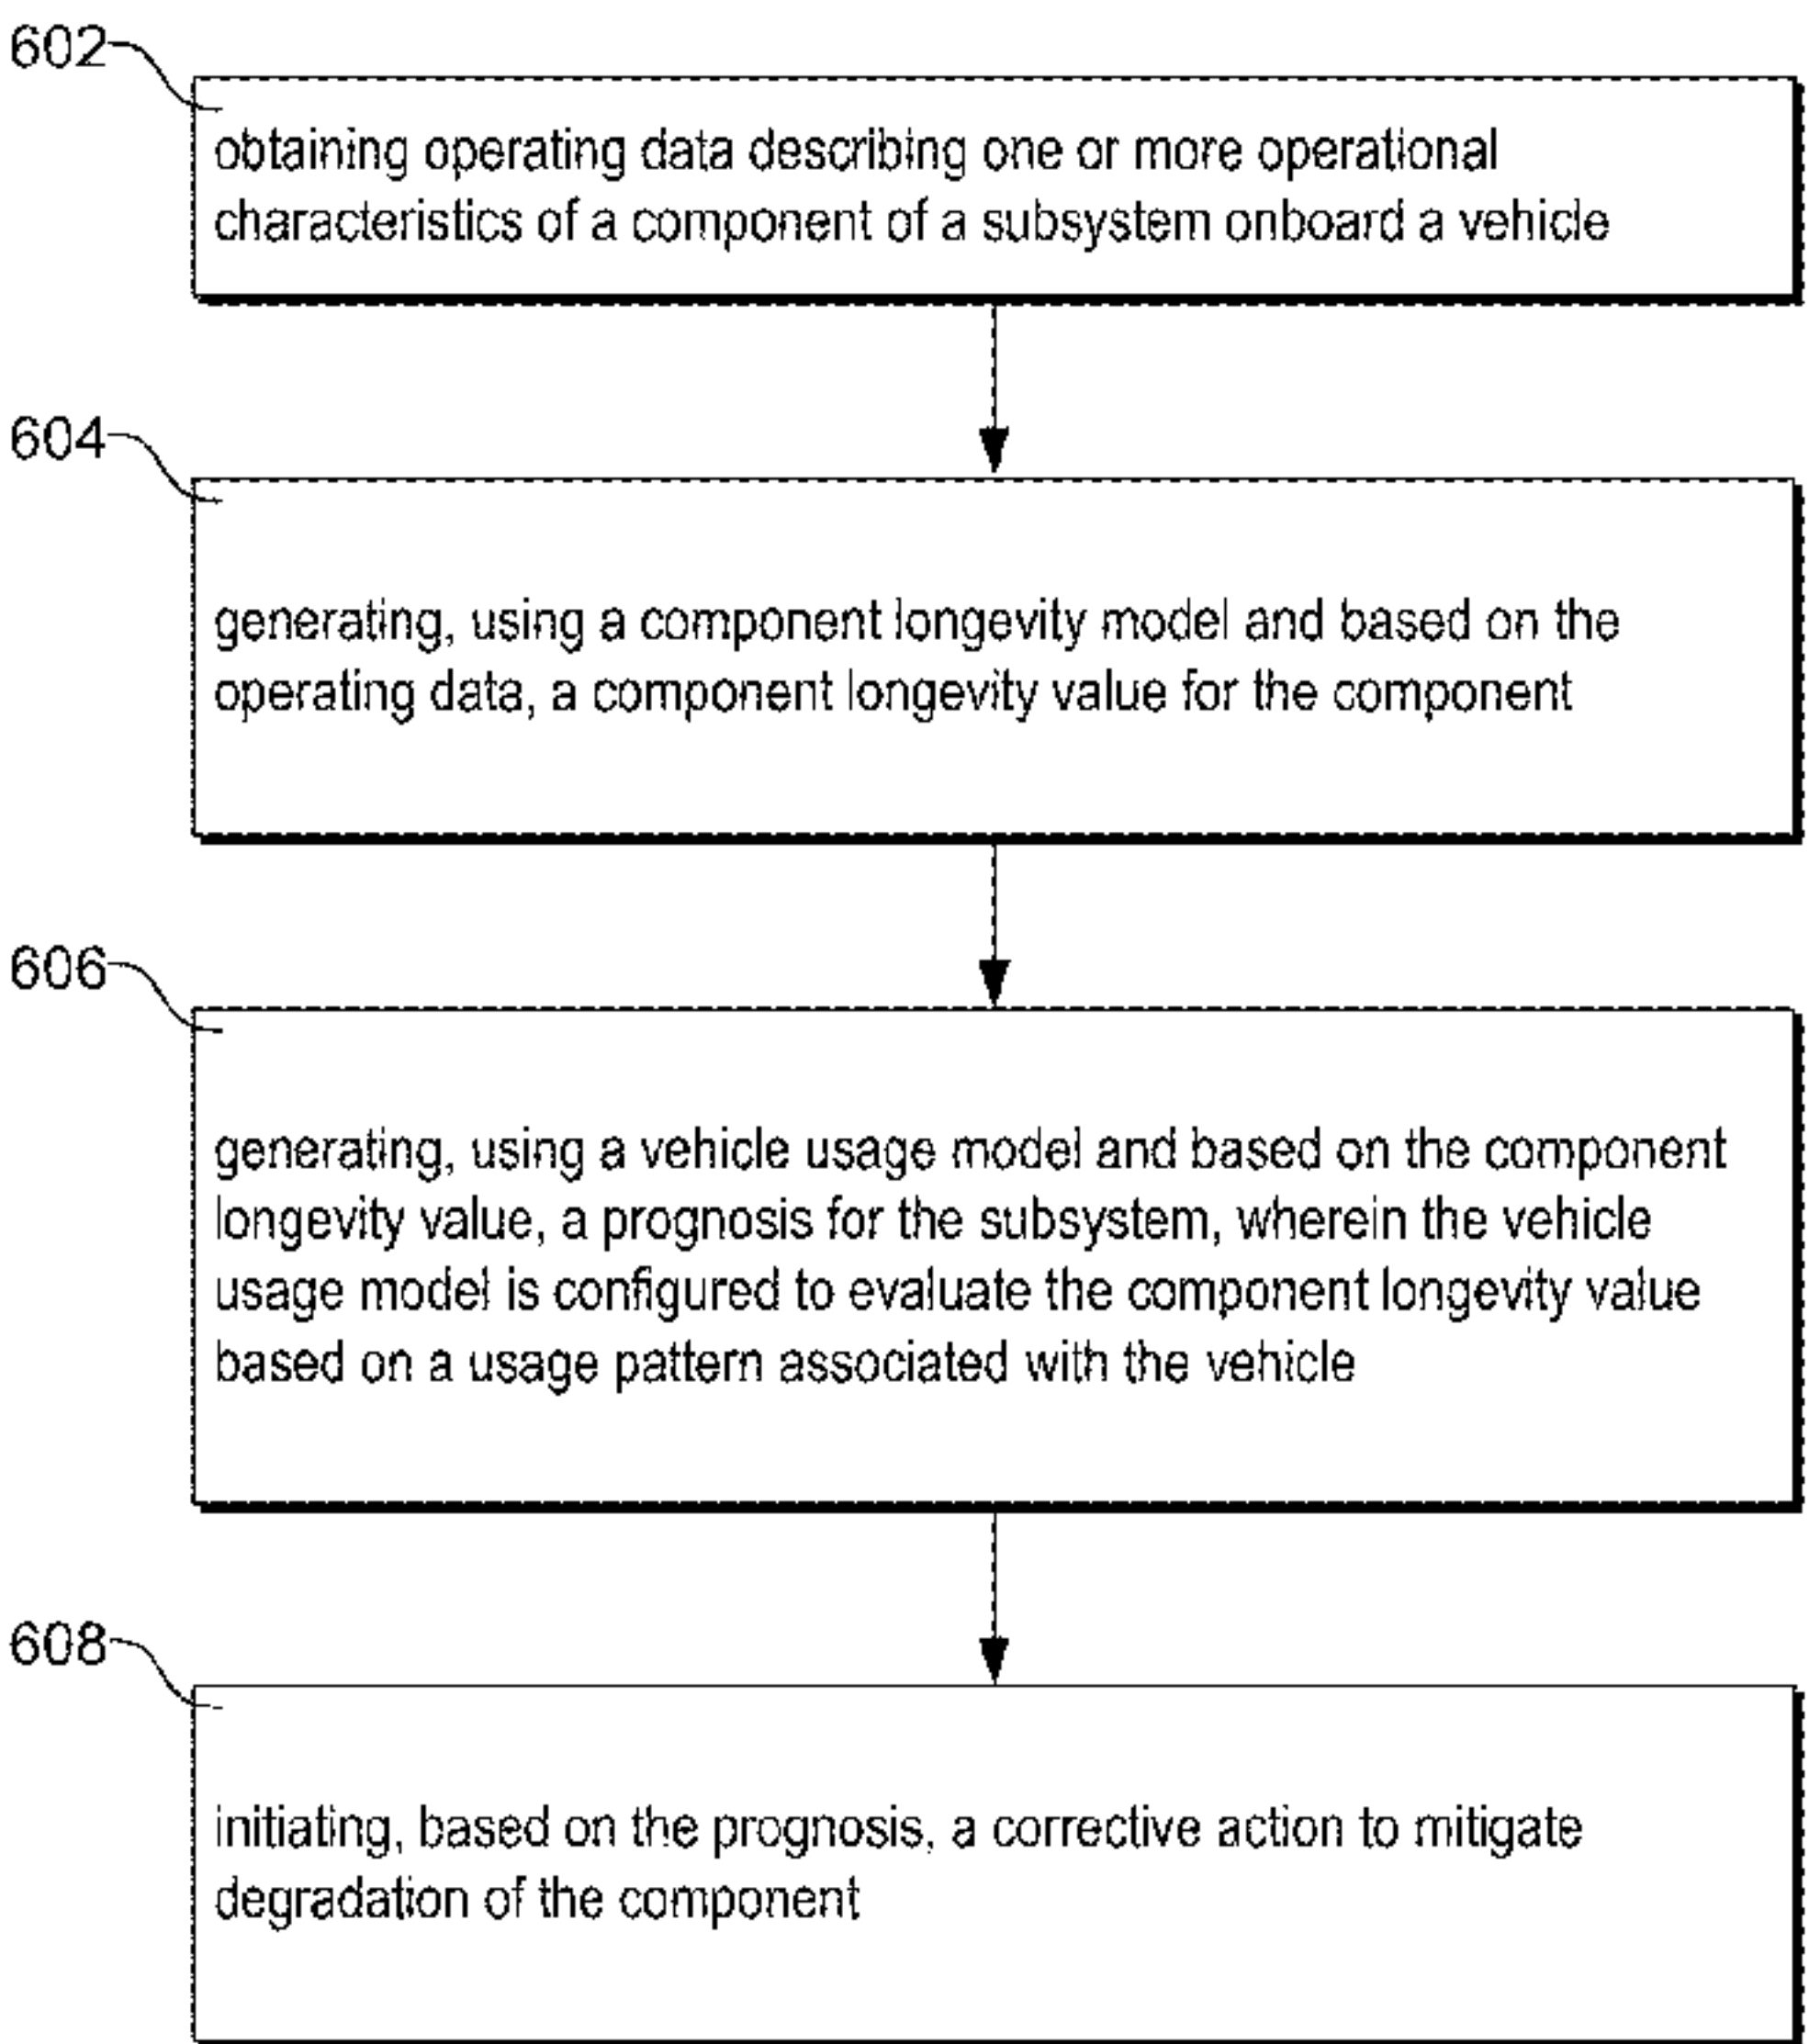 602
obtaining operating data describing one or more operational
characteristics of a component of a subsystem onboard a vehicle
604
generating, using a component longevity model and based on the
operating data, a component longevity value for the component
606
generating, using a vehicle usage model and based on the component
longevity value, a prognosis for the subsystem, wherein the vehicle
usage model is configured to evaluate the component longevity value
based on a usage pattern associated with the vehicle
608
initiating, based on the prognosis, a corrective action to mitigate
degradation of the component